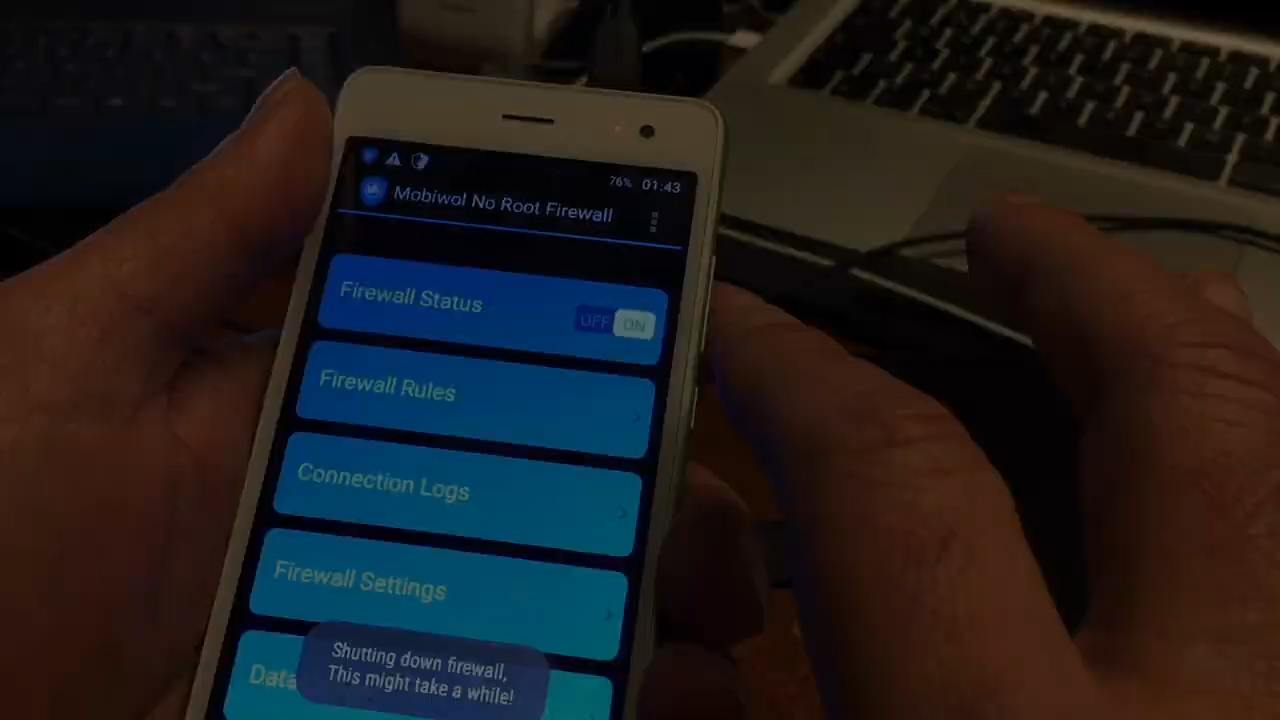 76% 01:43
Mobiwol No Root Firewall
Firewall Status
OFF ON
Firewall Rules
Connection Logs
Firewall Settings
Shutting down firewall,
This might take a while!
Data